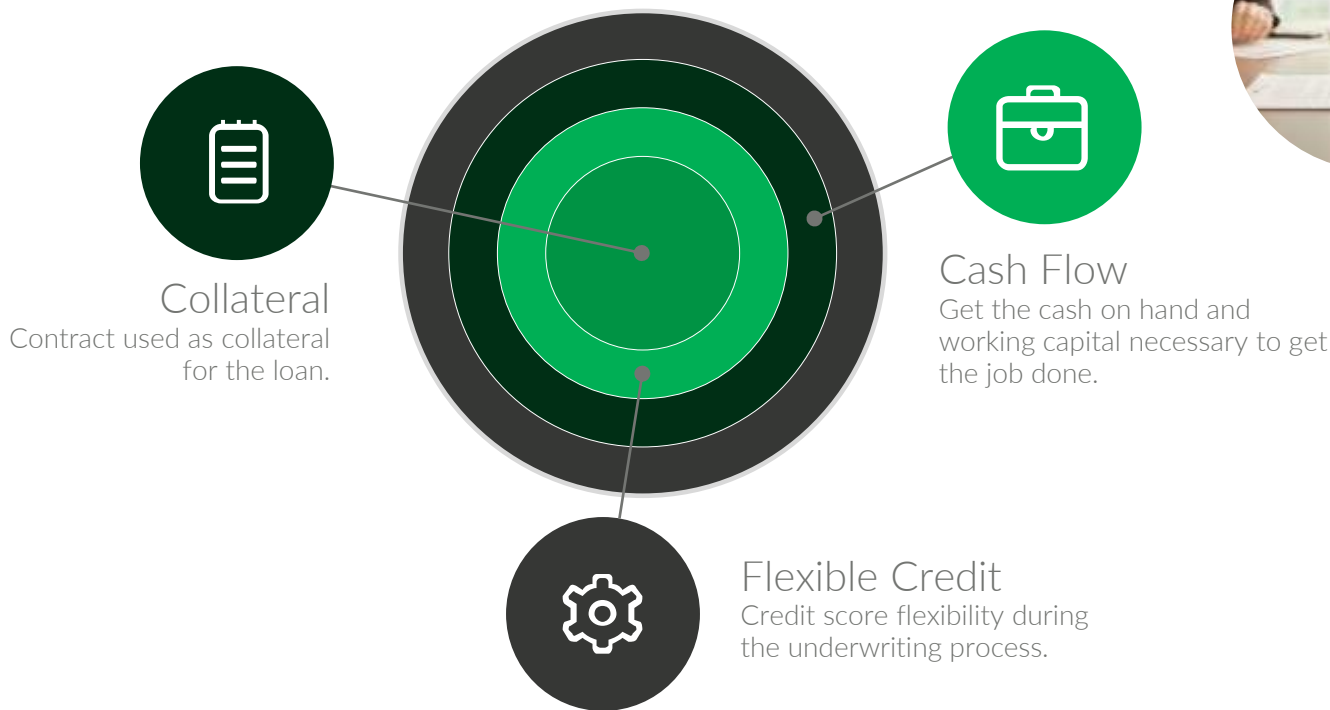 Collateral
Contract used as collateral
for the loan.
Cash Flow
Get the cash on hand and
working capital necessary to get
the job done.
Flexible Credit
Credit score flexibility during
the underwriting process.